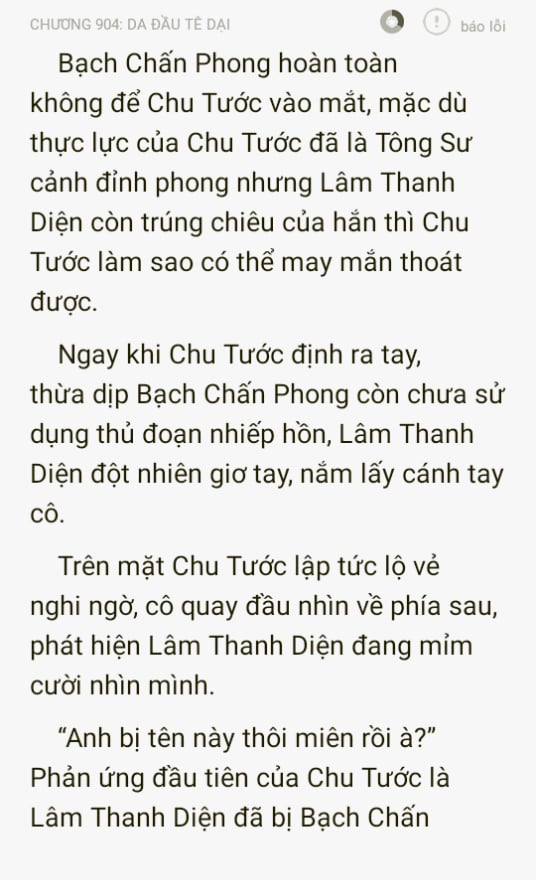 CHƯƠNG 904: DA ĐẦU TÊ DẠI
báo lỗi
Bạch Chấn Phong hoàn toàn
không để Chu Tước vào mắt, mặc dù
thực lực của Chu Tước đã là Tông Sư
cảnh đỉnh phong nhưng Lâm Thanh
Diện còn trúng chiêu của hắn thì Chu
Tước làm sao có thể may mắn thoát
được.
Ngay khi Chu Tước định ra tay,
thừa dịp Bạch Chấn Phong còn chưa sử
dụng thủ đoạn nhiếp hồn, Lâm Thanh
Diện đột nhiên giơ tay, nắm lấy cánh tay
cô.
Trên mặt Chu Tước lập tức lộ vẻ
nghi ngờ, cô quay đầu nhìn về phía sau,
phát hiện Lâm Thanh Diện đang mỉm
cười nhìn mình.
“Anh bị tên này thôi miên rồi à?”
Phản ứng đầu tiên của Chu Tước là
Lâm Thanh Diện đã bị Bạch Chấn